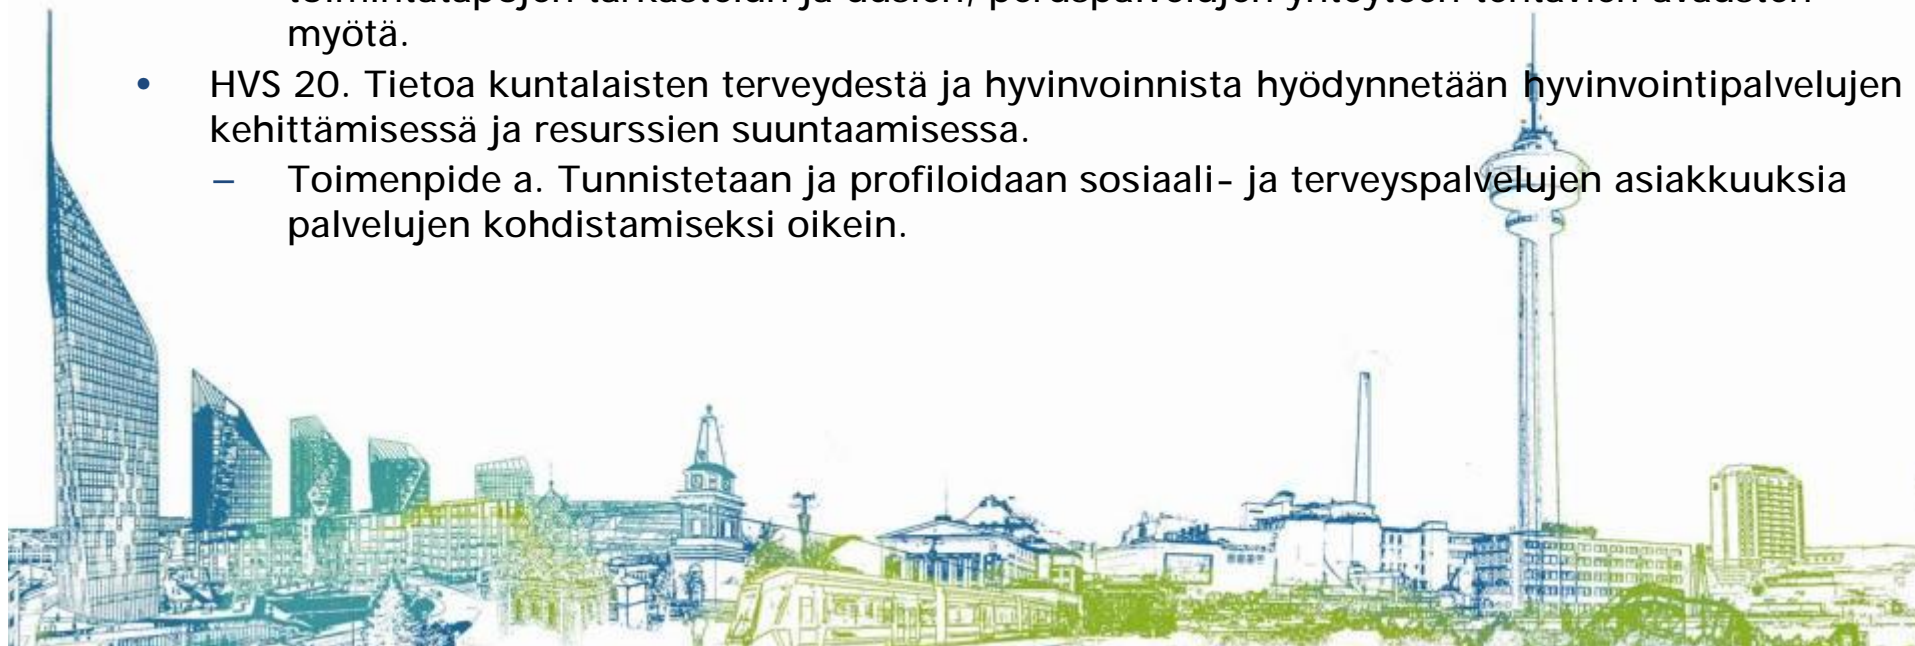 myötä.
• HVS 20. Tietoa kuntalaisten terveydestä ja hyvinvoinnista hyödynnetään hyvinvointipalvelujen
kehittämisessä ja resurssien suuntaamisessa.
– Toimenpide a. Tunnistetaan ja profiloidaan sosiaali- ja terveyspalvelujen asiakkuuksia
palvelujen kohdistamiseksi oikein.